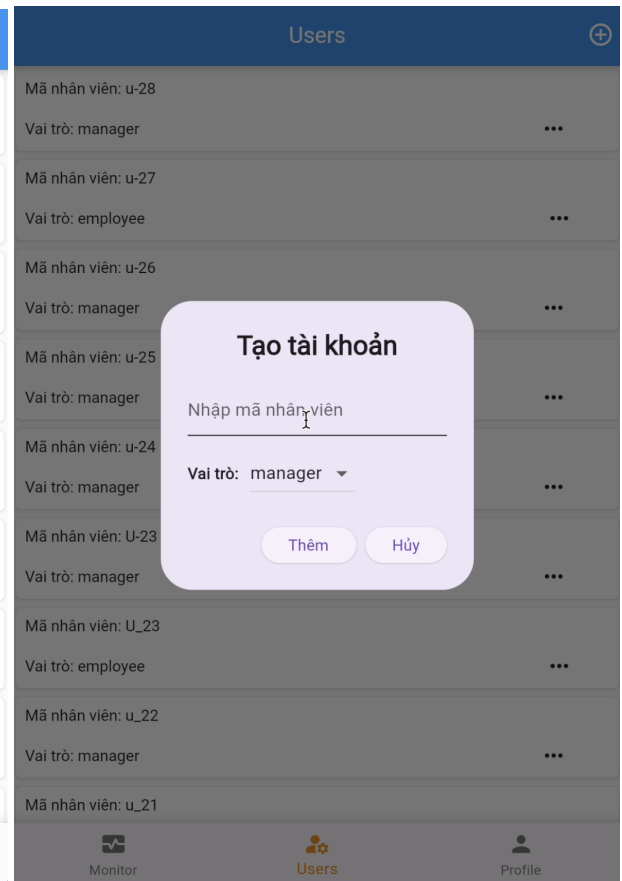 Users
Mã nhân viên: u-28
Vai trò: manager
Mã nhân viên: u-27
Vai trò: employee
Mã nhân viên: u-26
Vai trò: manager
Mã nhân viên: u-25
Vai trò: manager
Mã nhân viên: u-24
Vai trò: manager
Mã nhân viên: U-23
Vai trò: manager
Mã nhân viên: U_23
Vai trò: employee
Mã nhân viên: u_22
Vai trò: manager
Mã nhân viên: u_21
Tạo tài khoản
Nhập mã nhân viên
Vai trò: manager
Thêm Hủy
Monitor Users Profile